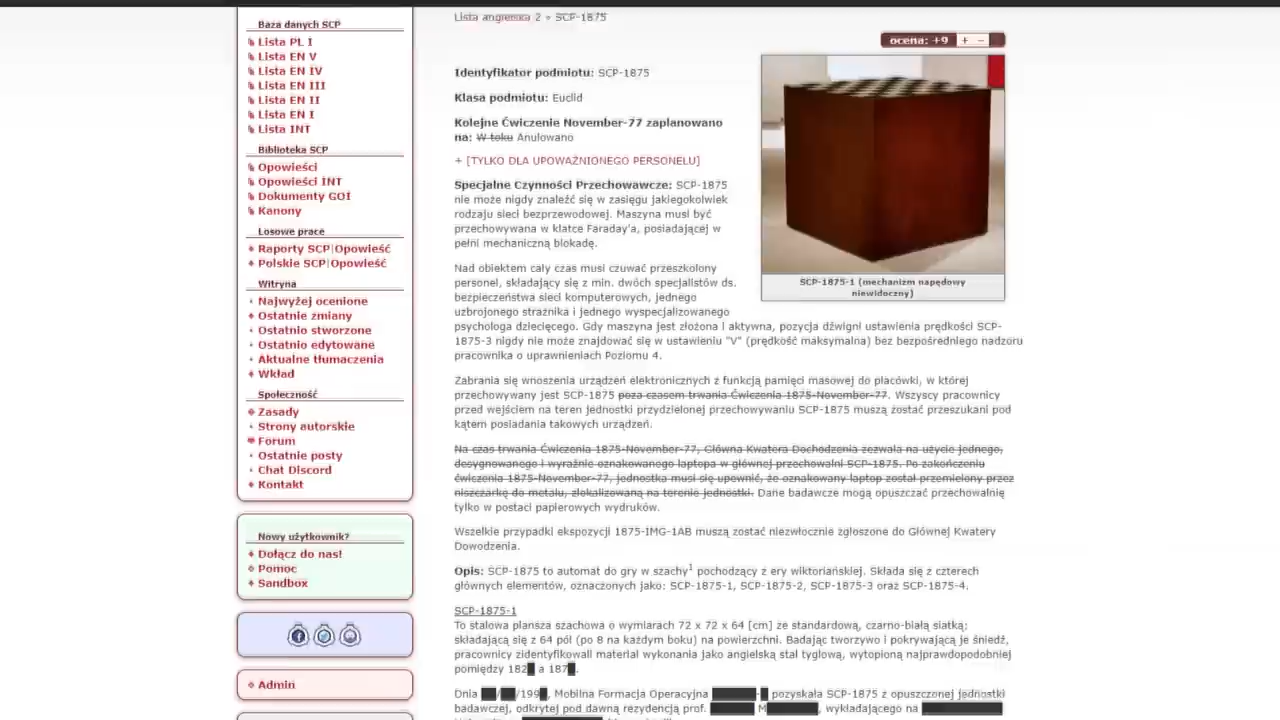 Baza danych SCP
Lista PL I
Lista EN V
Lista EN IV
Lista EN III
Lista EN II
Lista EN I
Lista INT
Biblioteka SCP
Opowieści
Opowieści INT
Dokumenty GOI
Kanony
Losowe prace
Raporty SCP|Opowieść
Polskie SCP|Opowieść
Witryna
Najwyżej ocenione
Ostatnie zmiany
Ostatnio stworzone
Ostatnio edytowane
Aktualne tłumaczenia
Wkład
Społeczność
Zasady
Strony autorskie
Forum
Ostatnie posty
Chat Discord
Kontakt
Nowy użytkownik?
Dołącz do nas!
Pomoc
Sandbox
Admin
Lista angielska 2 » SCP-1875
ocena: +9 + –
Identyfikator podmiotu: SCP-1875
Klasa podmiotu: Euclid
Kolejne Ćwiczenie November-77 zaplanowano
na: W toku Anulowano
+ [TYLKO DLA UPOWAŻNIONEGO PERSONELU]
Specjalne Czynności Przechowawcze: SCP-1875
nie może nigdy znaleźć się w zasięgu jakiegokolwiek
rodzaju sieci bezprzewodowej. Maszyna musi być
przechowywana w klatce Faraday'a, posiadającej w
pełni mechaniczną blokadę.
SCP-1875-1 (mechanizm napędowy
niewidoczny)
Nad obiektem cały czas musi czuwać przeszkolony
personel, składający się z min. dwóch specjalistów ds.
bezpieczeństwa sieci komputerowych, jednego
uzbrojonego strażnika i jednego wyspecjalizowanego
psychologa dziecięcego. Gdy maszyna jest złożona i aktywna, pozycja dźwigni ustawienia prędkości SCP-
1875-3 nigdy nie może znajdować się w ustawieniu "V" (prędkość maksymalna) bez bezpośredniego nadzoru
pracownika o uprawnieniach Poziomu 4.
Zabrania się wnoszenia urządzeń elektronicznych z funkcją pamięci masowej do placówki, w której
przechowywany jest SCP-1875 poza czasem trwania Ćwiczenia 1875-November-77. Wszyscy pracownicy
przed wejściem na teren jednostki przydzielonej przechowywaniu SCP-1875 muszą zostać przeszukani pod
kątem posiadania takowych urządzeń.
Na czas trwania Ćwiczenia 1875-November-77, Główna Kwatera Dochodzenia zezwala na użycie jednego,
desygnowanego i wyraźnie oznakowanego laptopa w głównej przechowalni SCP-1875. Po zakończeniu
ćwiczenia 1875-November-77, jednostka musi się upewnić, że oznakowany laptop został przemielony przez
niszczarkę do metalu, zlokalizowaną na terenie jednostki. Dane badawcze mogą opuszczać przechowalnię
tylko w postaci papierowych wydruków.
Wszelkie przypadki ekspozycji 1875-IMG-1AB muszą zostać niezwłocznie zgłoszone do Głównej Kwatery
Dowodzenia.
Opis: SCP-1875 to automat do gry w szachy1 pochodzący z ery wiktoriańskiej. Składa się z czterech
głównych elementów, oznaczonych jako: SCP-1875-1, SCP-1875-2, SCP-1875-3 oraz SCP-1875-4.
SCP-1875-1
To stalowa plansza szachowa o wymiarach 72 x 72 x 64 [cm] ze standardową, czarno-białą siatką;
składającą się z 64 pól (po 8 na każdym boku) na powierzchni. Badając tworzywo i pokrywającą je śniedź,
pracownicy zidentyfikowali materiał wykonania jako angielską stal tyglową, wytopioną najprawdopodobniej
pomiędzy 182█ a 187█.
Dnia ██/██/199█, Mobilna Formacja Operacyjna ██████-█ pozyskała SCP-1875 z opuszczonej jednostki
badawczej, odkrytej pod dawną rezydencją prof. ██████ M███████, wykładającego na ███████████